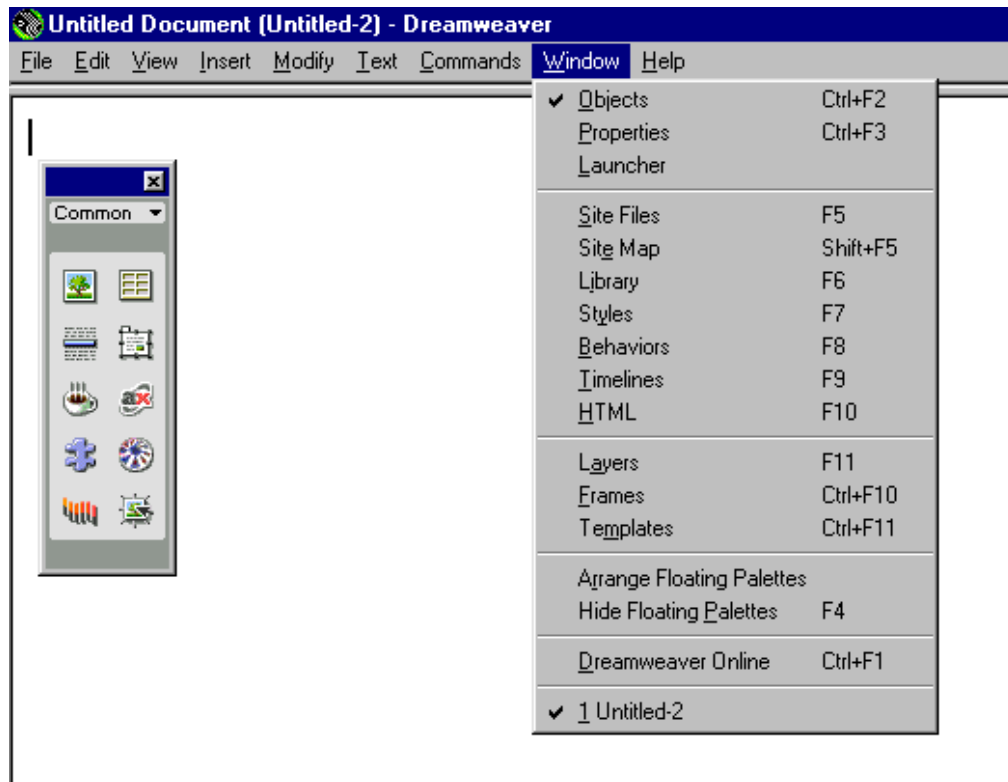 Untitled Document (Untitled-2) - Dreamweaver
File Edit View Insert Modify Text Commands Window Help
Objects Ctrl+F2
Properties Ctrl+F3
Launcher
Common
Site Files F5
Site Map Shift+F5
Library F6
Styles F7
Behaviors F8
Timelines F9
HTML F10
Layers F11
Frames Ctrl+F10
Templates Ctrl+F11
Arrange Floating Palettes
Hide Floating Palettes F4
Dreamweaver Online Ctrl+F1
1 Untitled-2